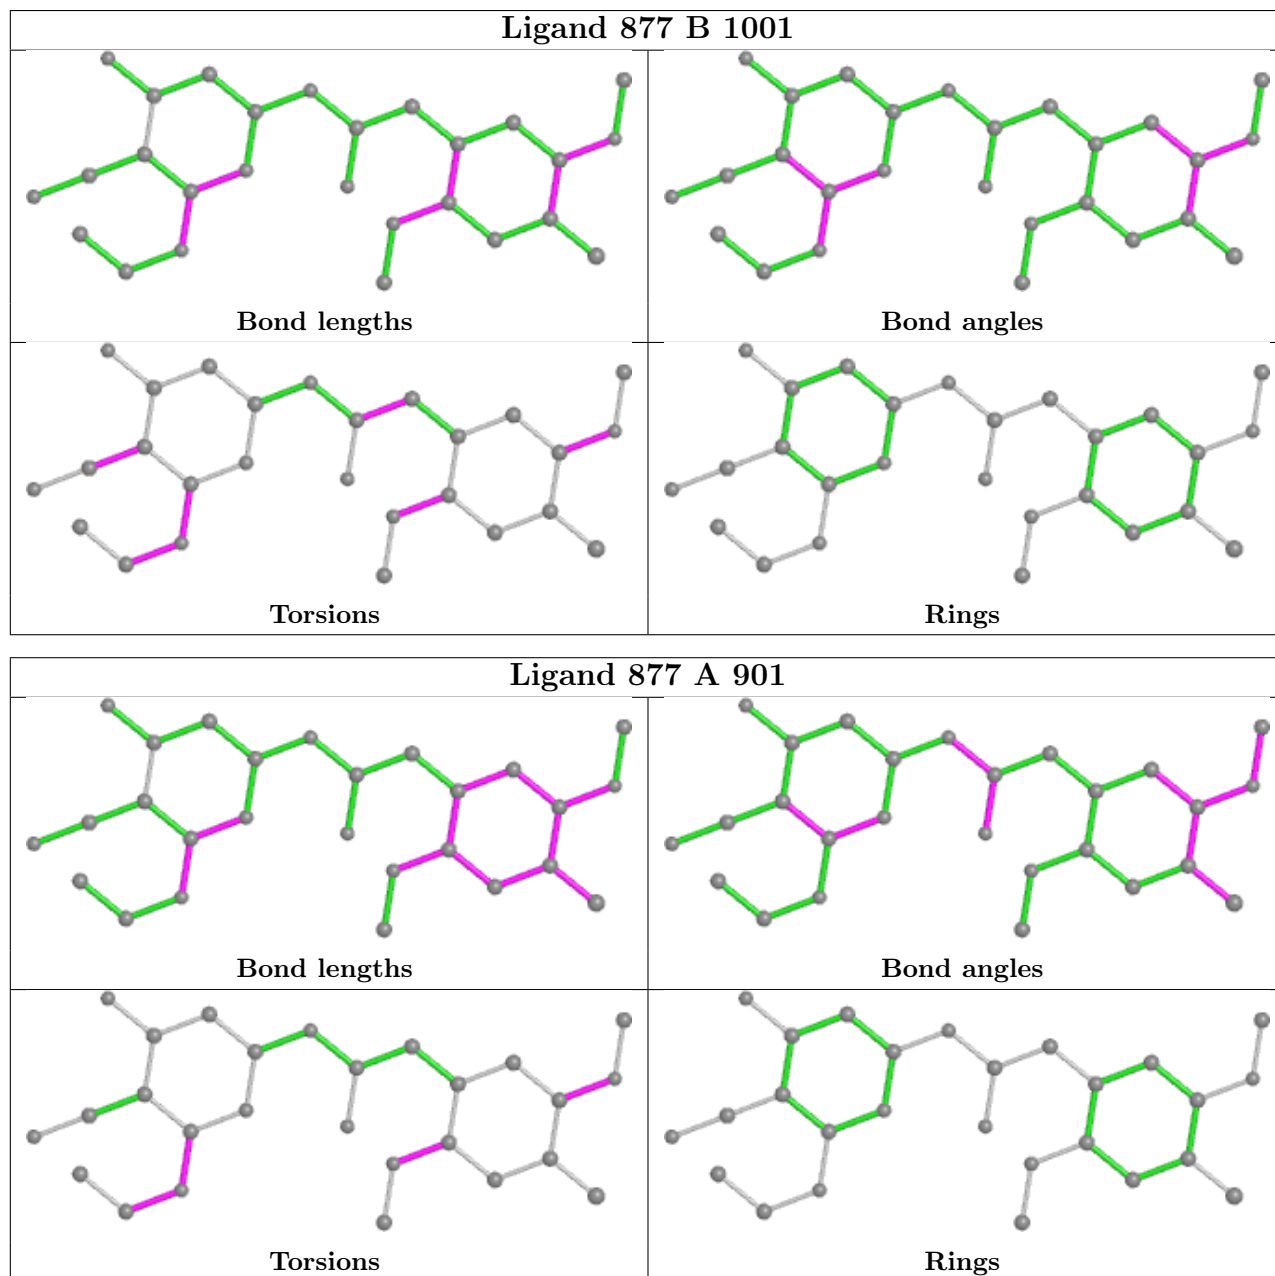 Ligand 877 B 1001
Bond lengths
Bond angles
Torsions
Rings
Ligand 877 A 901
Bond lengths
Bond angles
Torsions
Rings